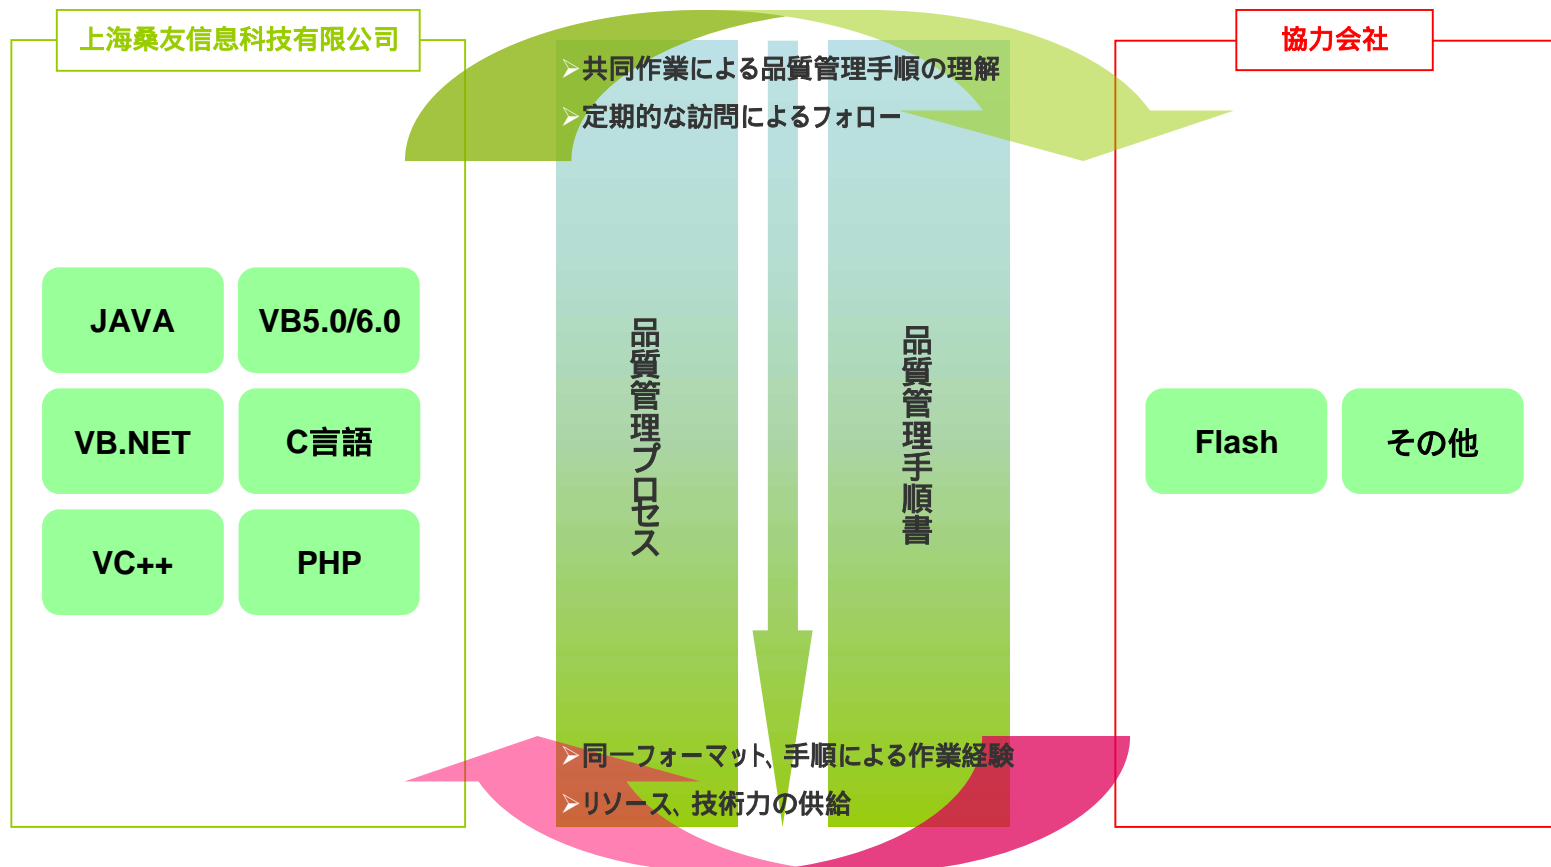 上海桑友信息科技有限公司
協力会社
➢共同作業による品質管理手順の理解
➢定期的な訪問によるフォロー
JAVA
VB5.0/6.0
VB.NET
C言語
VC++
PHP
品質管理プロセス
品質管理手順書
Flash
その他
➢同一フォーマット、手順による作業経験
➢リソース、技術力の供給